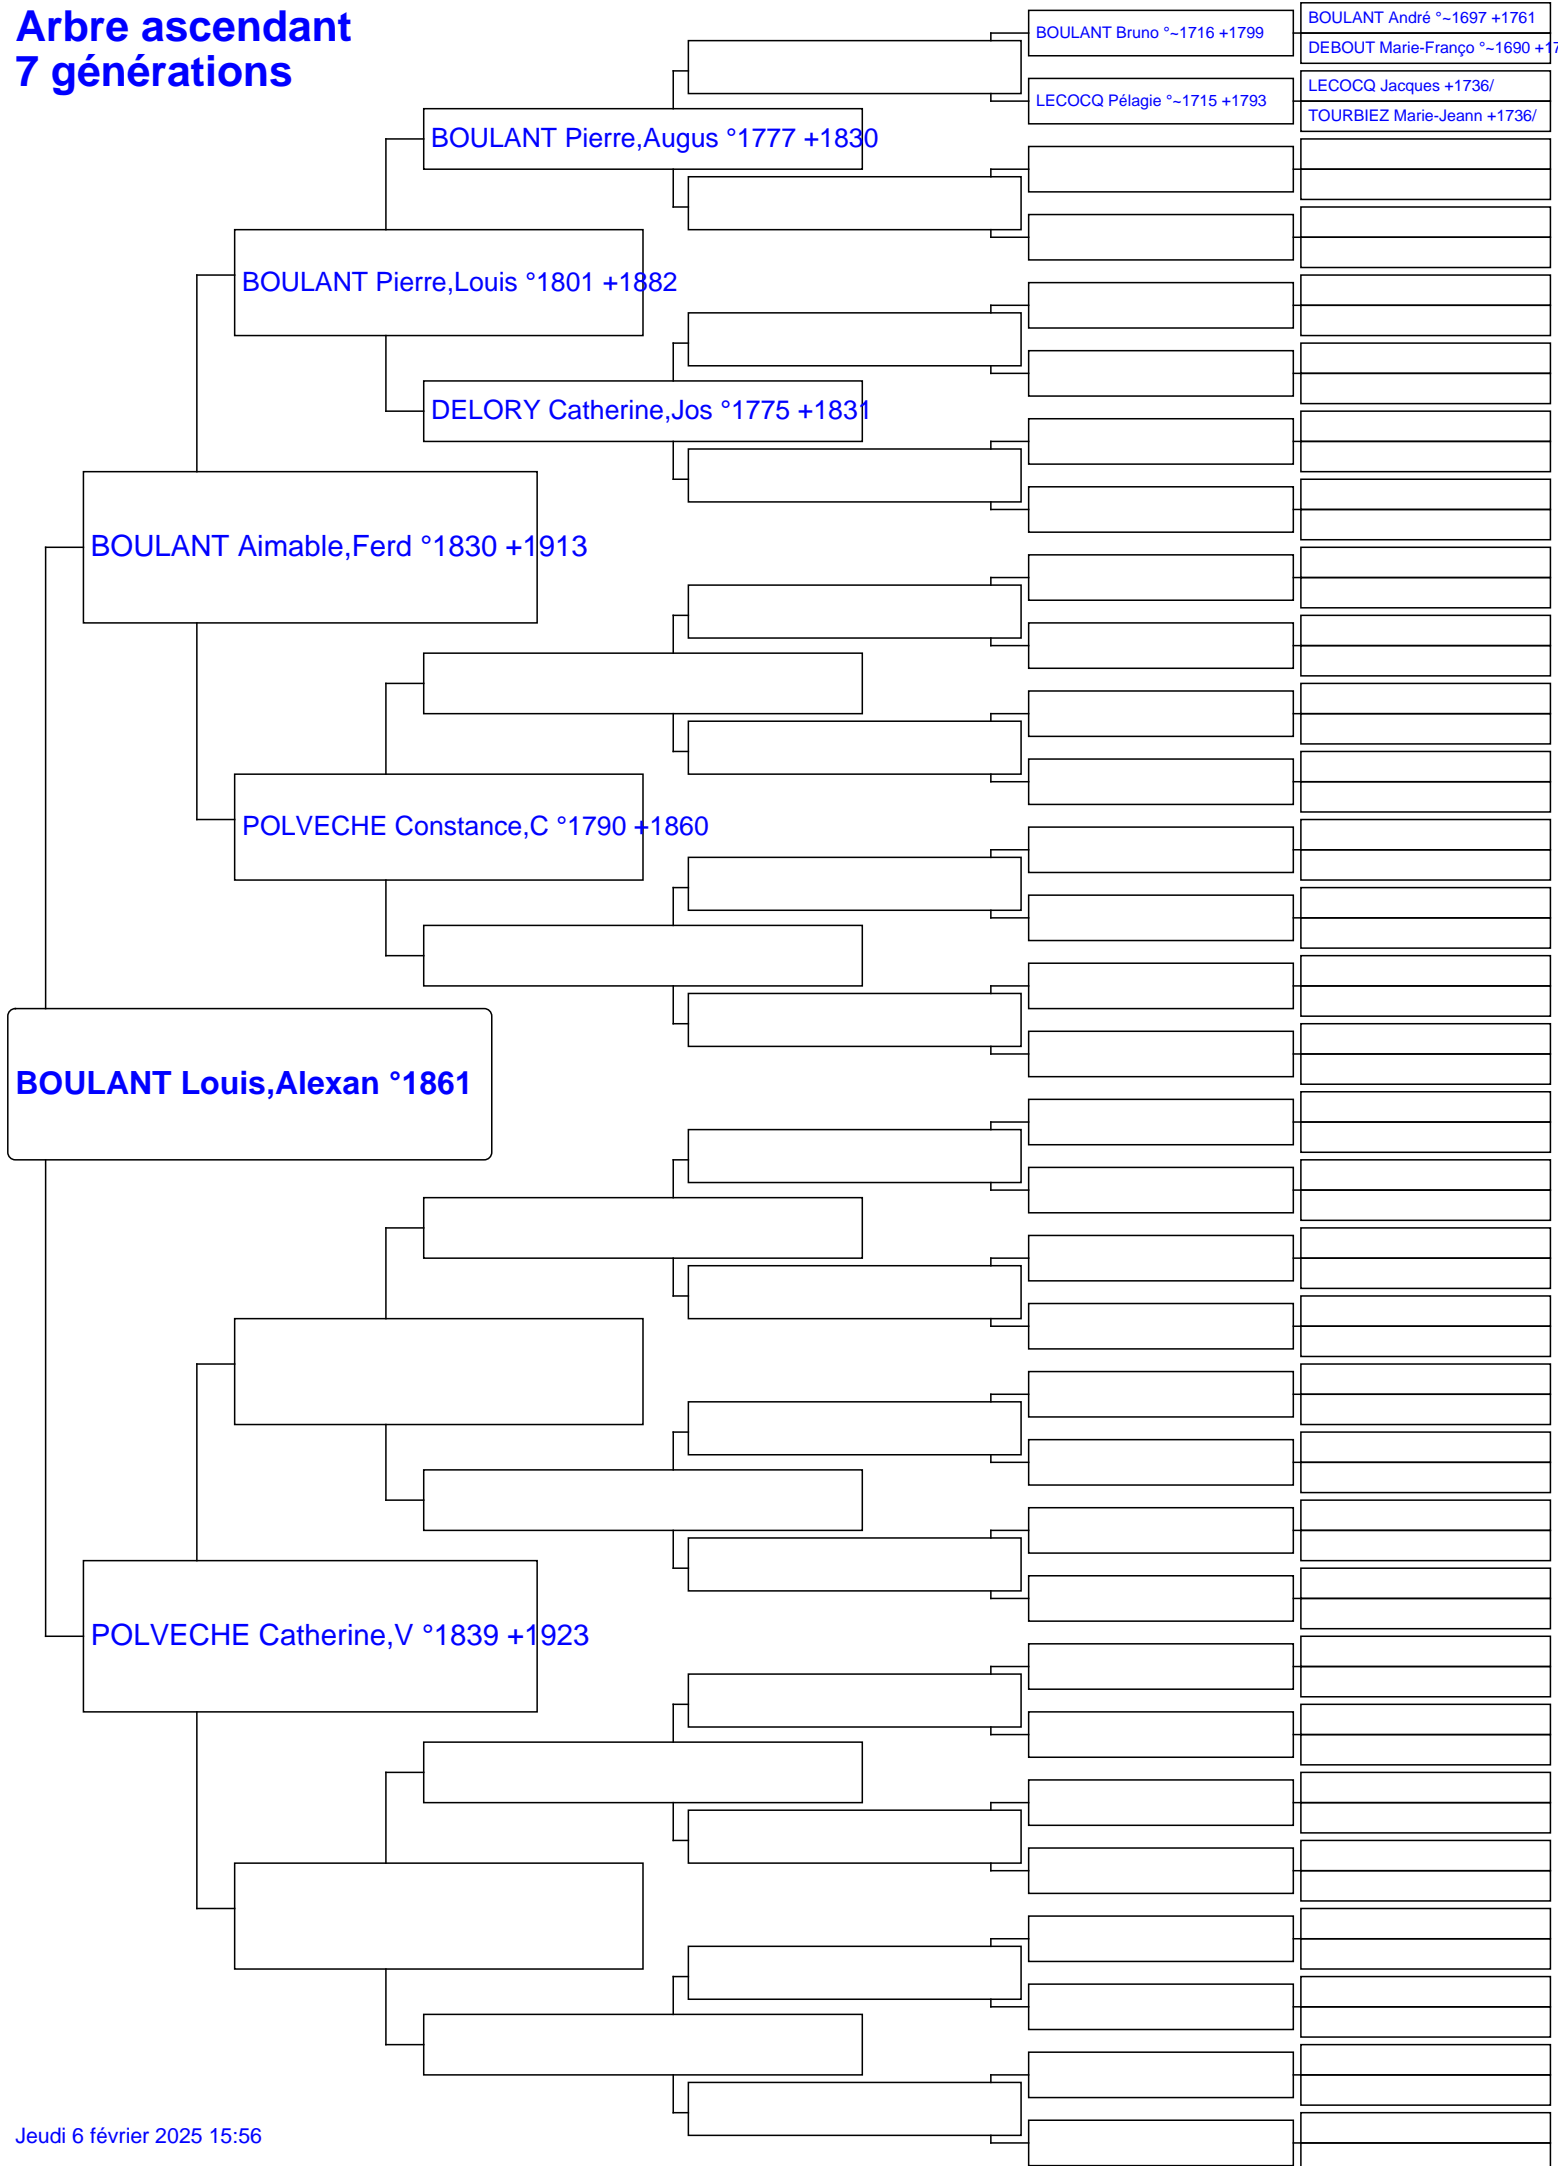 Arbre ascendant
7 générations
BOULANT Bruno °~1716 +1799
BOULANT André °~1697 +1761
DEBOUT Marie-Franço °~1690 +17
LECOCQ Pélagie °~1715 +1793
LECOCQ Jacques +1736/
TOURBIEZ Marie-Jeann +1736/
BOULANT Pierre,Augus °1777 +1830
BOULANT Pierre,Louis °1801 +1882
DELORY Catherine,Jos °1775 +1831
BOULANT Aimable,Ferd °1830 +1913
POLVECHE Constance,C °1790 +1860
BOULANT Louis,Alexan °1861
POLVECHE Catherine,V °1839 +1923
Jeudi 6 février 2025 15:56